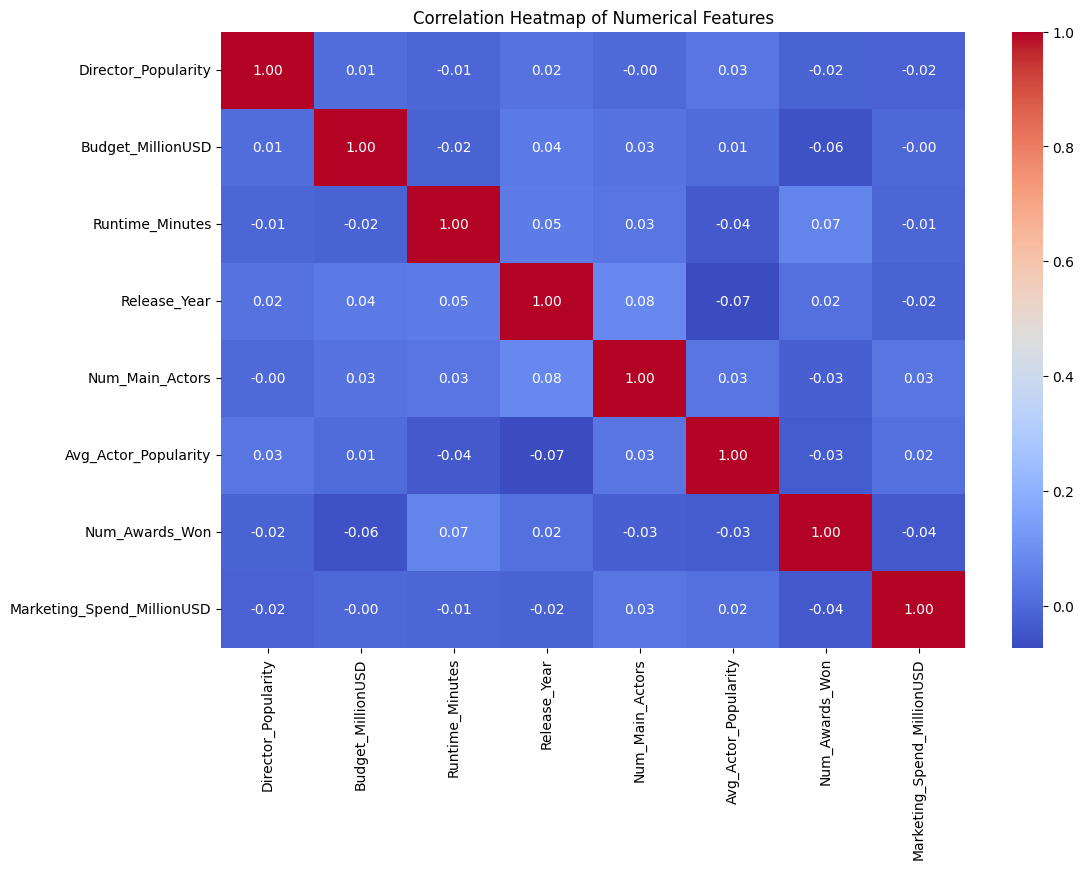 Correlation Heatmap of Numerical Features
Director_Popularity 1.00 0.01 -0.01 0.02 -0.00 0.03 -0.02 -0.02
Budget_MillionUSD 0.01 1.00 -0.02 0.04 0.03 0.01 -0.06 -0.00
Runtime_Minutes -0.01 -0.02 1.00 0.05 0.03 -0.04 0.07 -0.01
Release_Year 0.02 0.04 0.05 1.00 0.08 -0.07 0.02 -0.02
Num_Main_Actors -0.00 0.03 0.03 0.08 1.00 0.03 -0.03 0.03
Avg_Actor_Popularity 0.03 0.01 -0.04 -0.07 0.03 1.00 -0.03 0.02
Num_Awards_Won -0.02 -0.06 0.07 0.02 -0.03 -0.03 1.00 -0.04
Marketing_Spend_MillionUSD -0.02 -0.00 -0.01 -0.02 0.03 0.02 -0.04 1.00
Director_Popularity
Budget_MillionUSD
Runtime_Minutes
Release_Year
Num_Main_Actors
Avg_Actor_Popularity
Num_Awards_Won
Marketing_Spend_MillionUSD
1.0
0.8
0.6
0.4
0.2
0.0